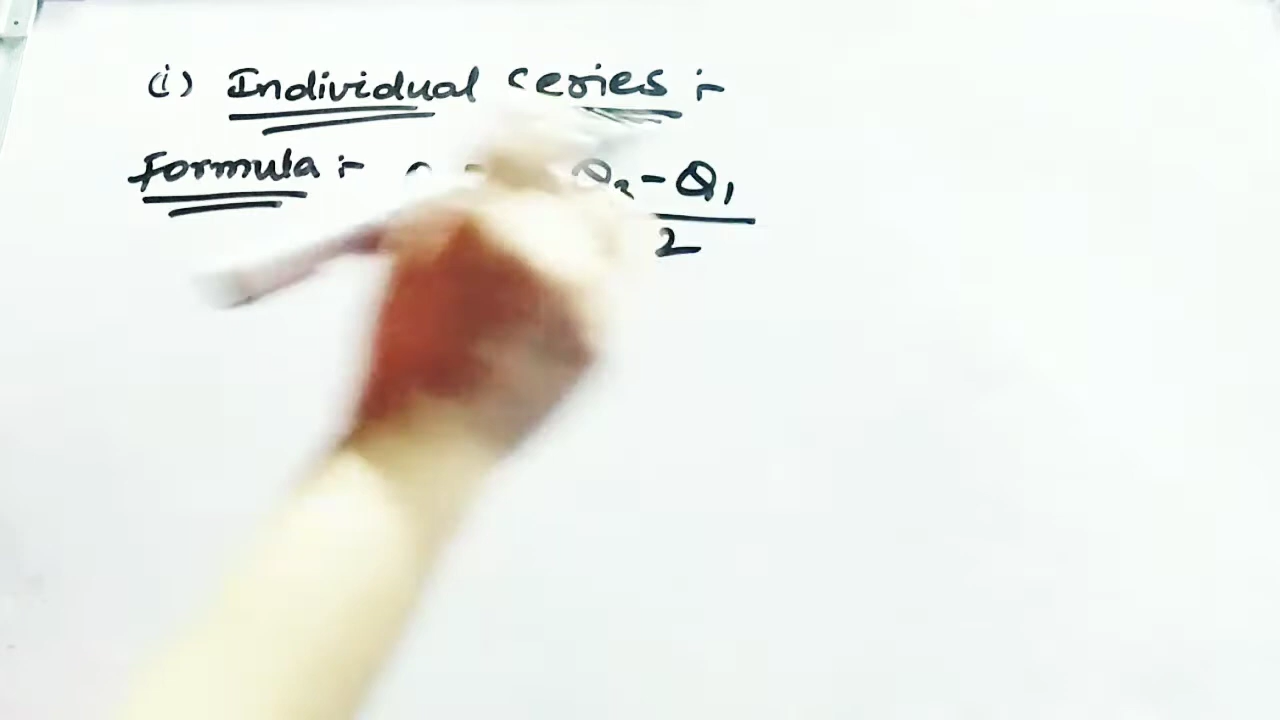 (i) Individual series :-
Formula :- Q₃ - Q₁
2